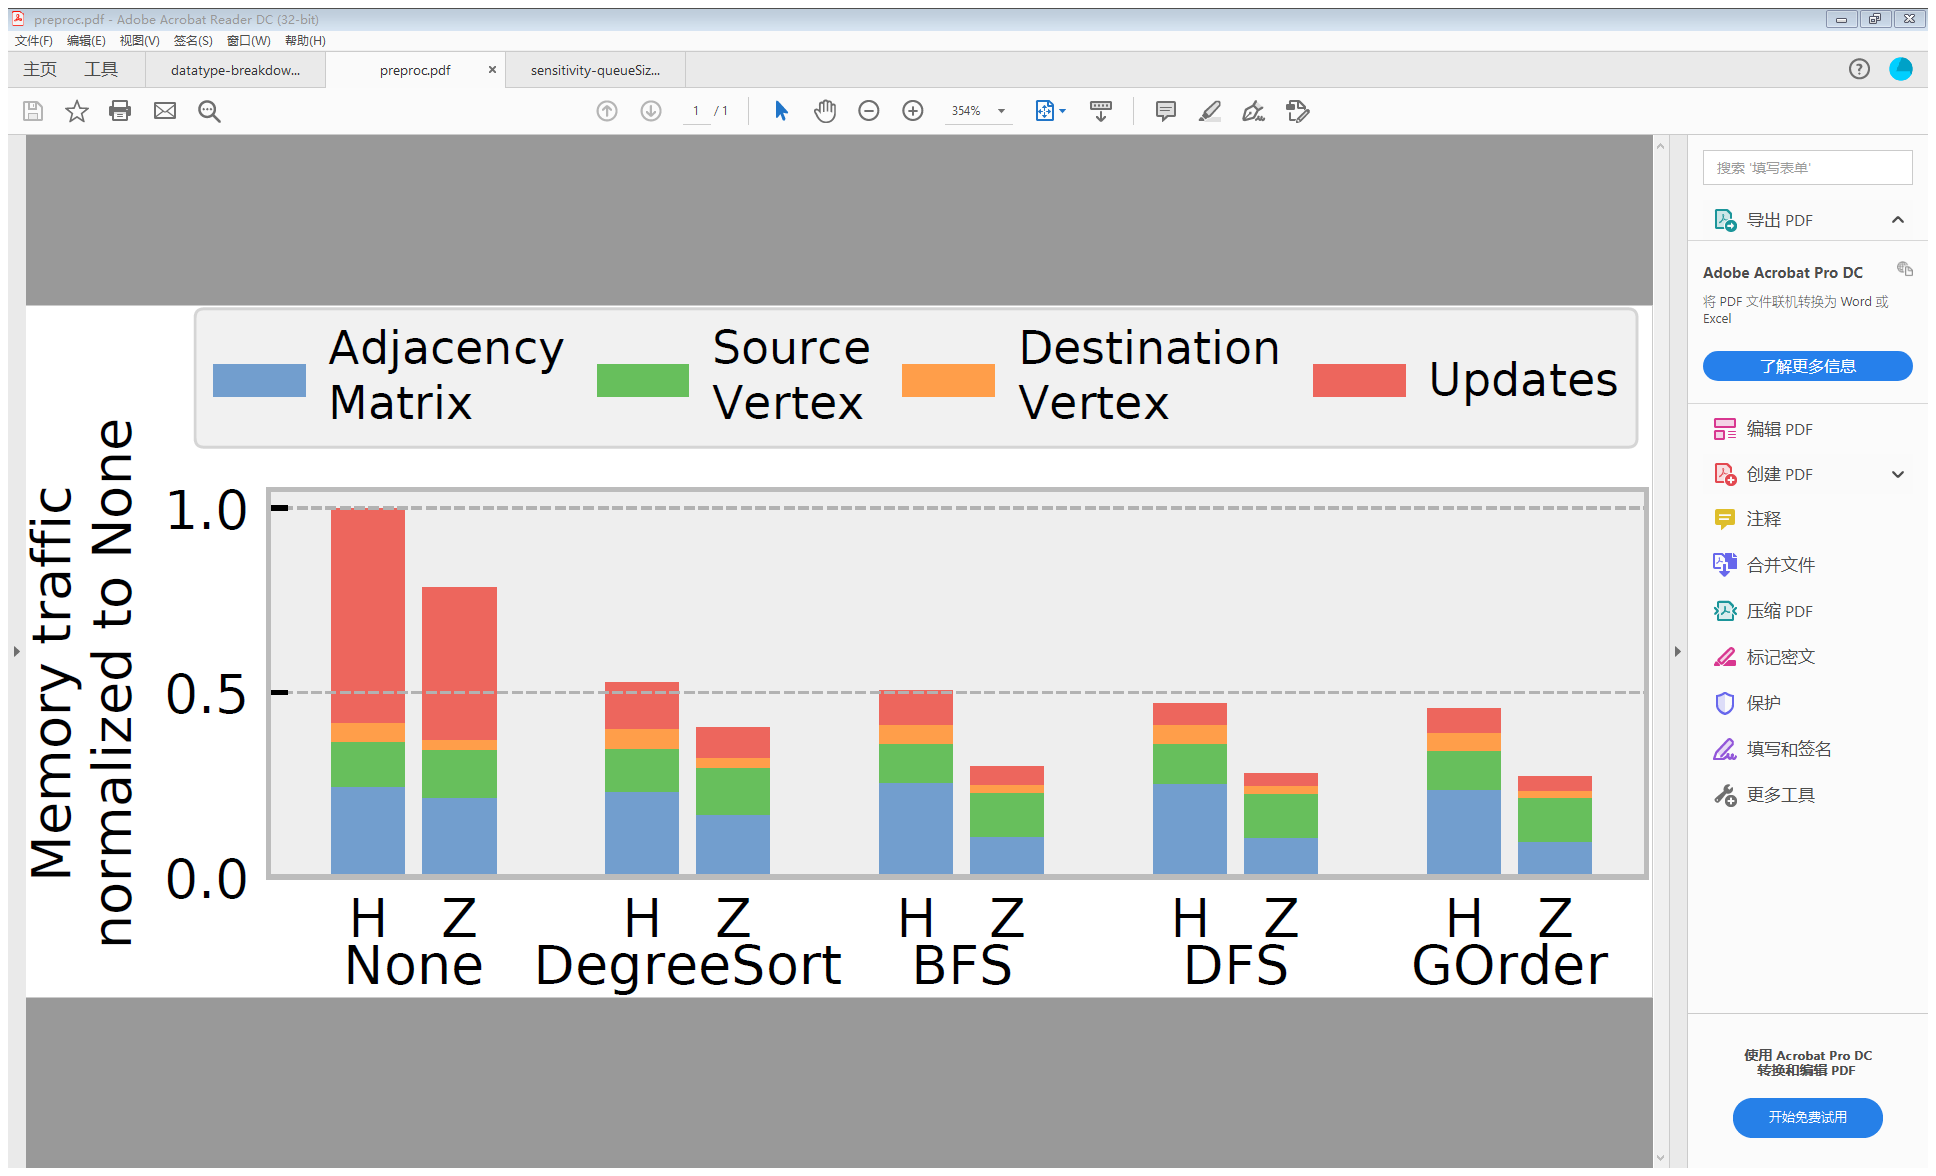 preproc.pdf - Adobe Acrobat Reader DC (32-bit)
文件(F) 编辑(E) 视图(V) 签名(S) 窗口(W) 帮助(H)
主页 工具 datatype-breakdow... preproc.pdf × sensitivity-queueSiz... ?
1 / 1 354%
搜索 '填写表单'
导出 PDF
Adobe Acrobat Pro DC
将 PDF 文件联机转换为 Word 或
Excel
了解更多信息
编辑 PDF
创建 PDF
注释
合并文件
压缩 PDF
标记密文
保护
填写和签名
更多工具
使用 Acrobat Pro DC
转换和编辑 PDF
开始免费试用
Adjacency
Matrix
Source
Vertex
Destination
Vertex
Updates
Memory traffic
normalized to None
1.0
0.5
0.0
H Z H Z H Z H Z H Z
None DegreeSort BFS DFS GOrder